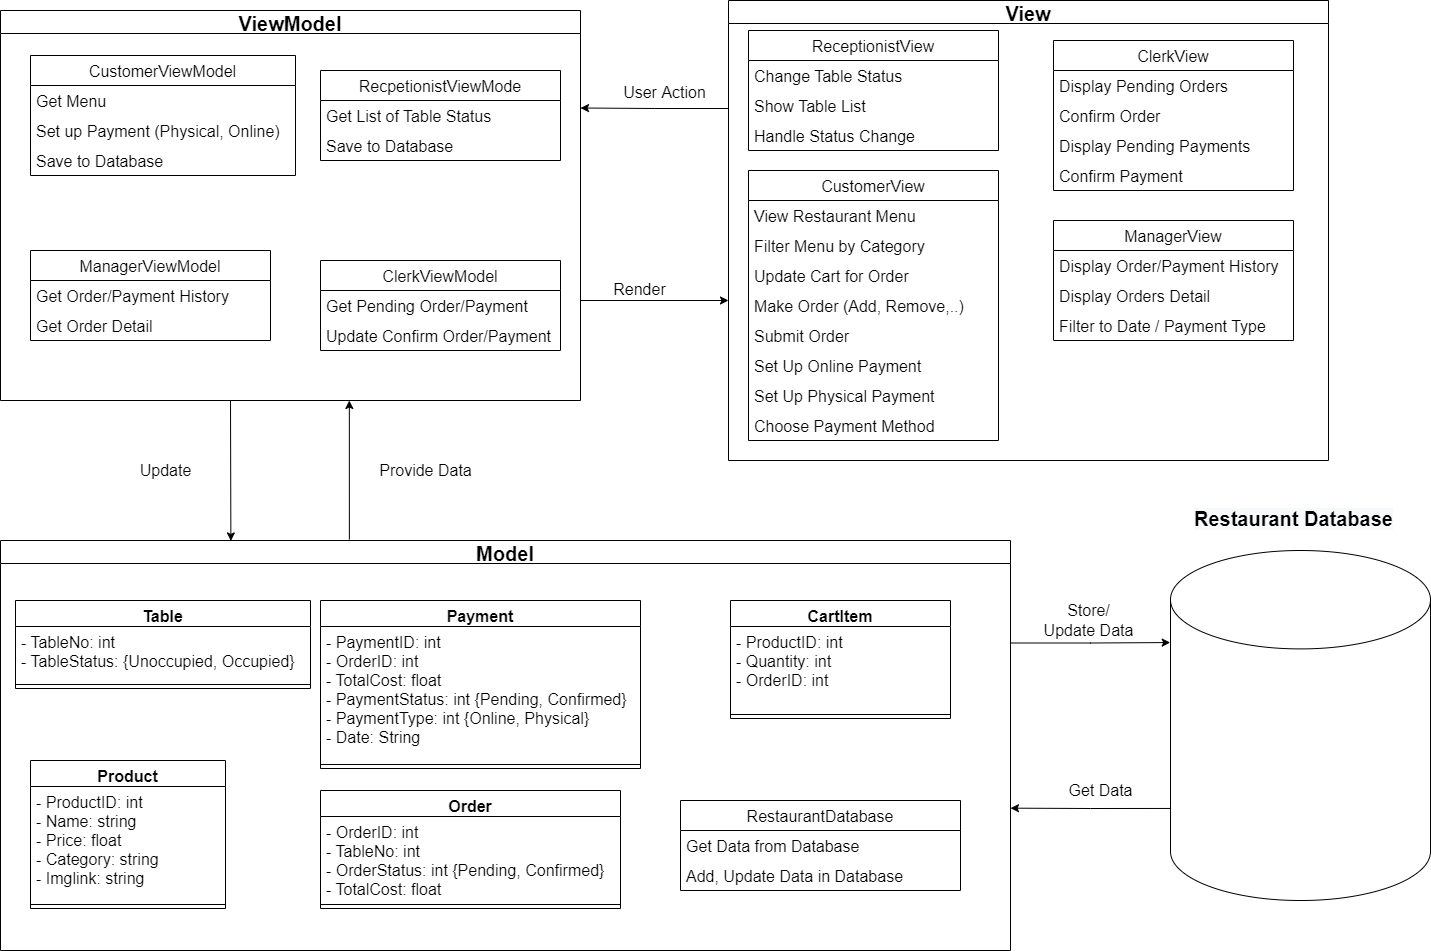 ViewModel
CustomerViewModel
Get Menu
Set up Payment (Physical, Online)
Save to Database
RecpetionistViewMode
Get List of Table Status
Save to Database
ManagerViewModel
Get Order/Payment History
Get Order Detail
ClerkViewModel
Get Pending Order/Payment
Update Confirm Order/Payment
User Action
Render
View
ReceptionistView
Change Table Status
Show Table List
Handle Status Change
ClerkView
Display Pending Orders
Confirm Order
Display Pending Payments
Confirm Payment
CustomerView
View Restaurant Menu
Filter Menu by Category
Update Cart for Order
Make Order (Add, Remove,..)
Submit Order
Set Up Online Payment
Set Up Physical Payment
Choose Payment Method
ManagerView
Display Order/Payment History
Display Orders Detail
Filter to Date / Payment Type
Update
Provide Data
Model
Table
- TableNo: int
- TableStatus: {Unoccupied, Occupied}
Payment
- PaymentID: int
- OrderID: int
- TotalCost: float
- PaymentStatus: int {Pending, Confirmed}
- PaymentType: int {Online, Physical}
- Date: String
CartItem
- ProductID: int
- Quantity: int
- OrderID: int
Product
- ProductID: int
- Name: string
- Price: float
- Category: string
- Imglink: string
Order
- OrderID: int
- TableNo: int
- OrderStatus: int {Pending, Confirmed}
- TotalCost: float
RestaurantDatabase
Get Data from Database
Add, Update Data in Database
Store/
Update Data
Get Data
Restaurant Database